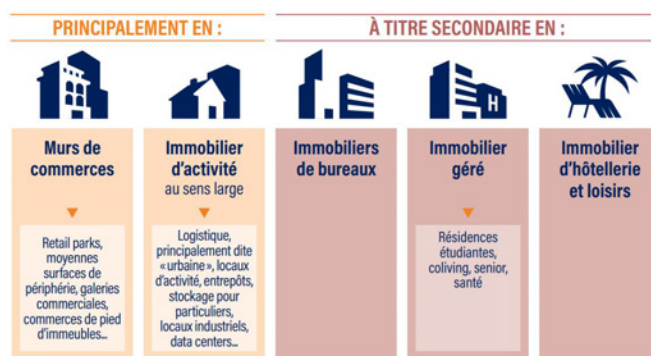 PRINCIPALEMENT EN :
À TITRE SECONDAIRE EN :
H
Murs de
commerces
Retail parks,
moyennes
surfaces de
périphérie, galeries
commerciales,
commerces de pied
d'immeubles...
Immobilier
d'activité
au sens large
Logistique,
principalement dite
« urbaine », locaux
d'activité, entrepôts,
stockage pour
particuliers,
locaux industriels,
data centers...
Immobiliers
de bureaux
Immobilier
géré
Résidences
étudiantes,
coliving, senior,
santé
Immobilier
d'hôtellerie
et loisirs